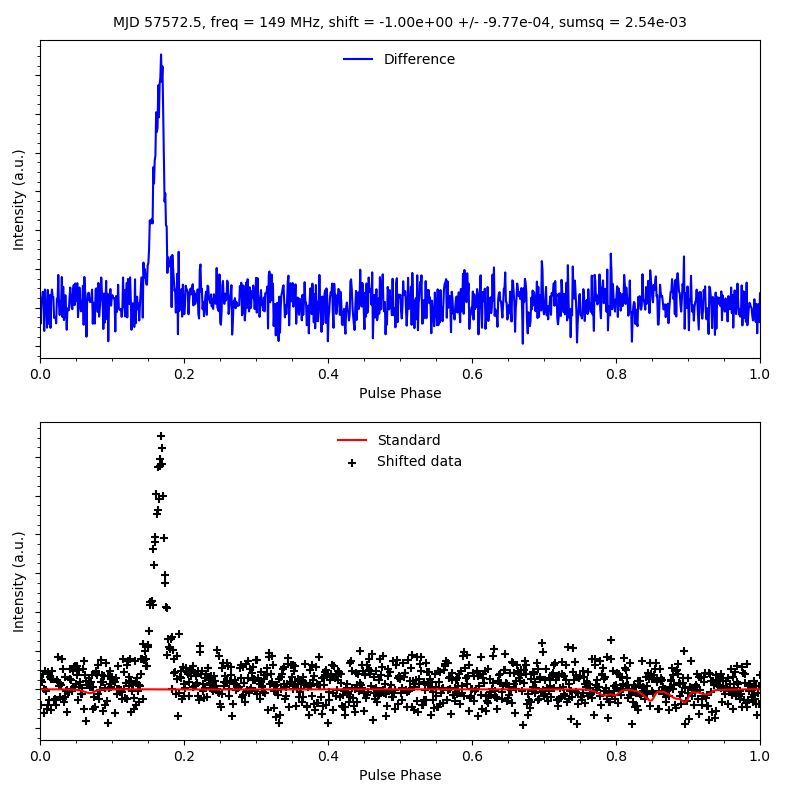 MJD 57572.5, freq = 149 MHz, shift = -1.00e+00 +/- -9.77e-04, sumsq = 2.54e-03
Difference
Intensity (a.u.)
0.0 0.2 0.4 0.6 0.8 1.0
Pulse Phase
Standard
Shifted data
Intensity (a.u.)
0.0 0.2 0.4 0.6 0.8 1.0
Pulse Phase